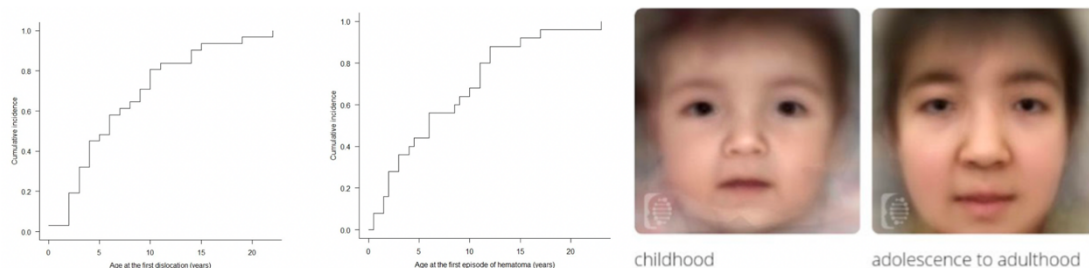 1.0
0.8
0.6
0.4
0.2
0.0
Cumulative incidence
0 5 10 15 20
Age at the first dislocation (years)
1.0
0.8
0.6
0.4
0.2
0.0
Cumulative incidence
0 5 10 15 20
Age at the first episode of hematoma (years)
childhood
adolescence to adulthood